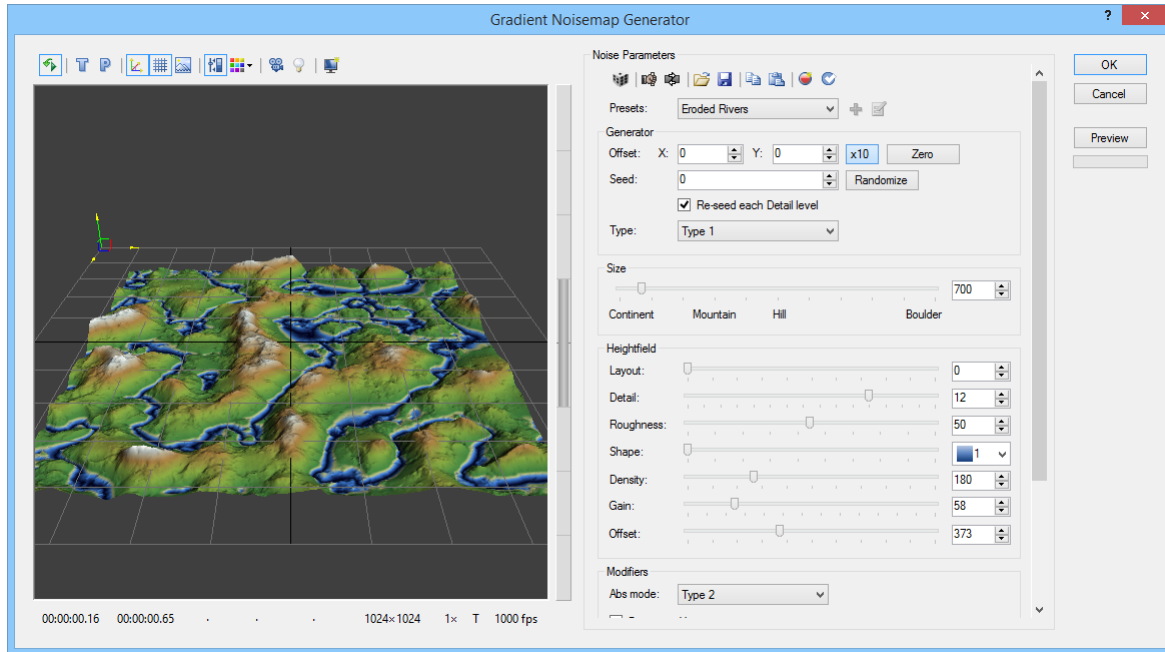 Gradient Noisemap Generator
?
Noise Parameters
OK
Cancel
Preview
T P
Presets: Eroded Rivers
Generator
Offset: X: 0 Y: 0 x10 Zero
Seed: 0 Randomize
Re-seed each Detail level
Type: Type 1
Size
700
Continent Mountain Hill Boulder
Heightfield
Layout: 0
Detail: 12
Roughness: 50
Shape: 1
Density: 180
Gain: 58
Offset: 373
Modifiers
Abs mode: Type 2
00:00:00.16 00:00:00.65 . . . 1024×1024 1× T 1000 fps